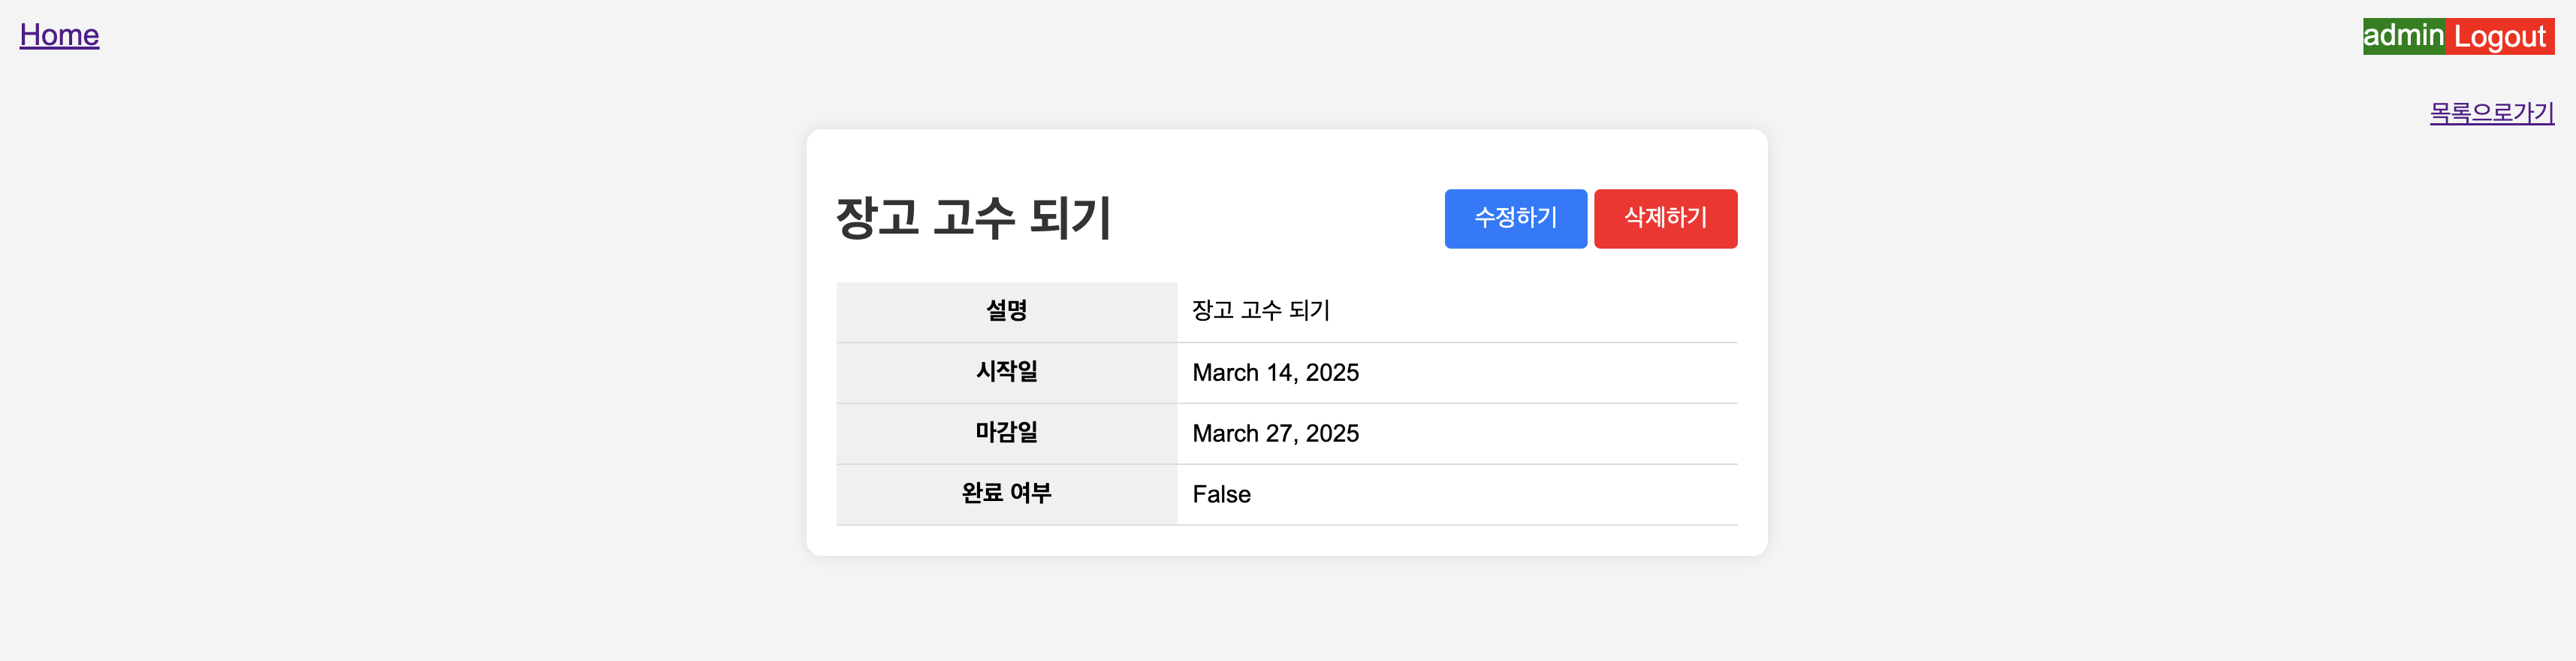 Home
admin Logout
목록으로가기
장고 고수 되기
수정하기 삭제하기
설명 장고 고수 되기
시작일 March 14, 2025
마감일 March 27, 2025
완료 여부 False